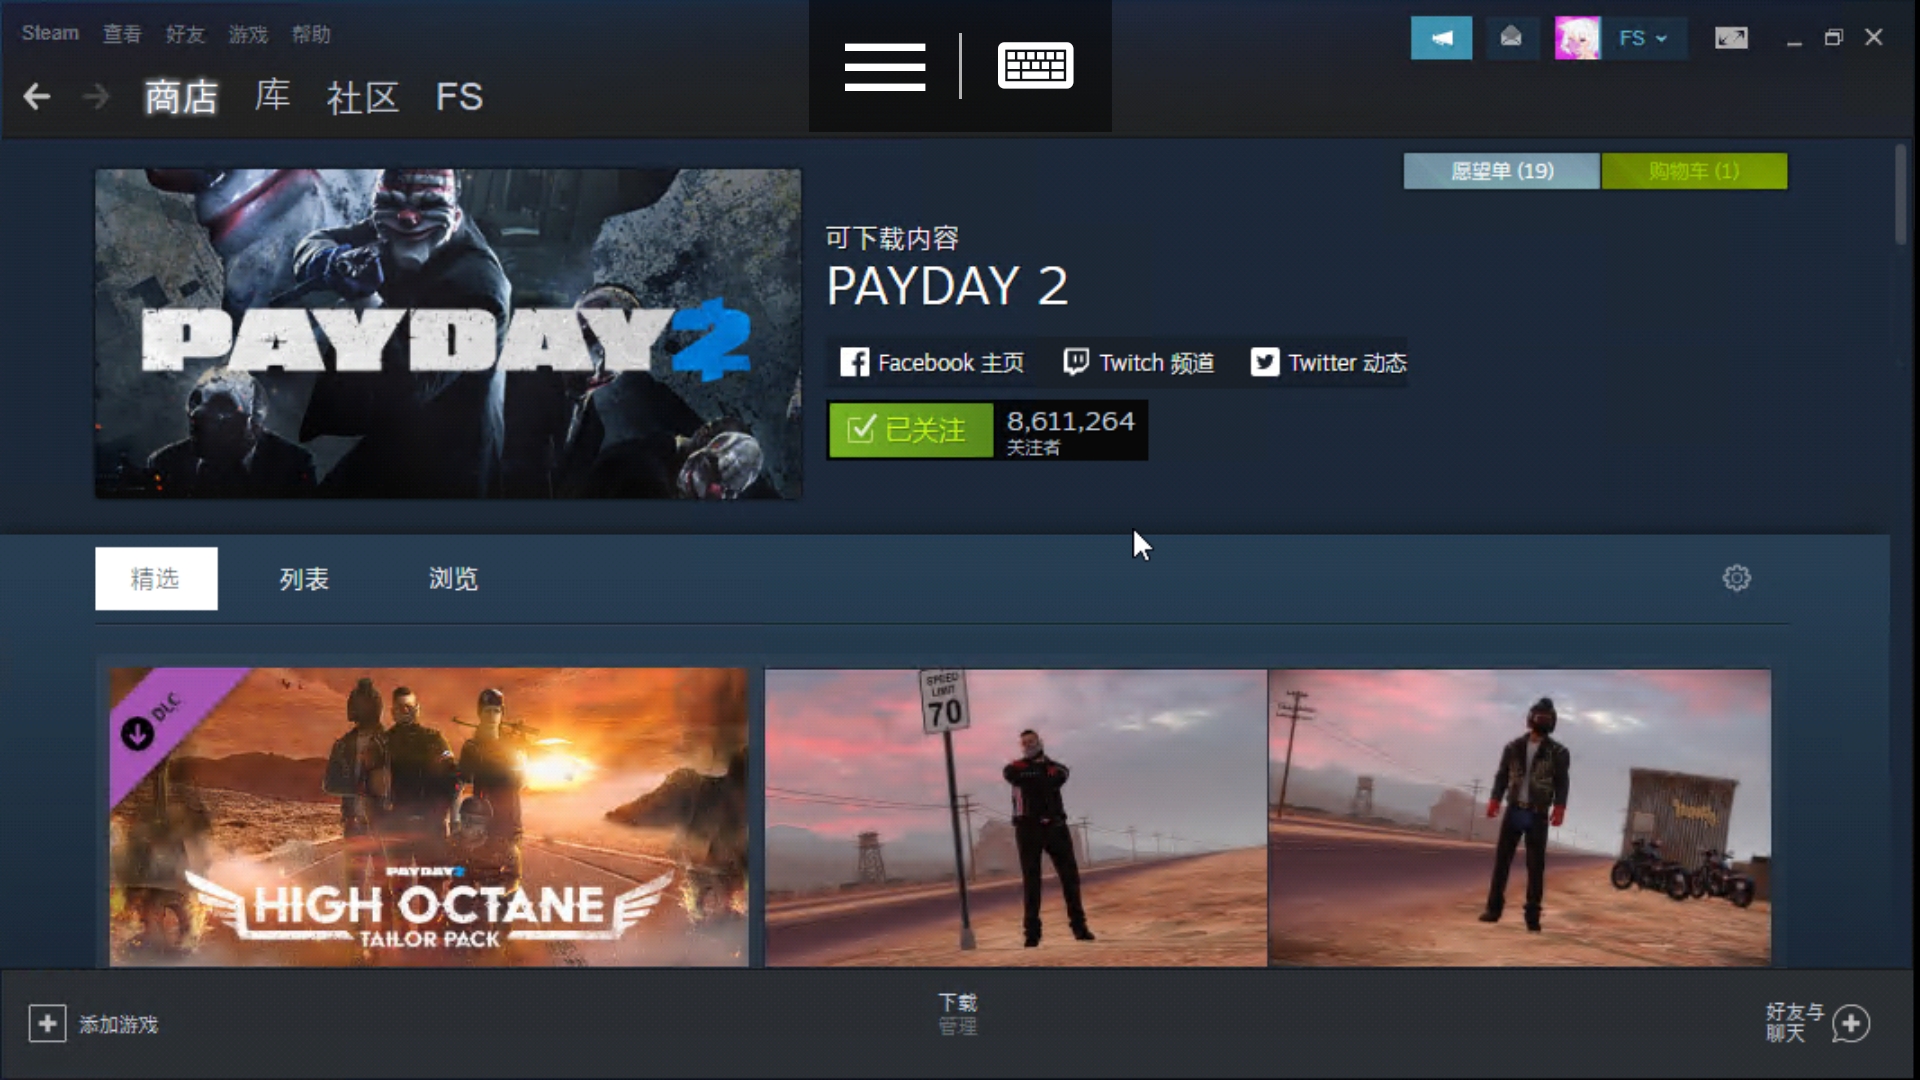 Steam 查看 好友 游戏 帮助
FS
商店 库 社区 FS
愿望单 (19) 购物车 (1)
可下载内容
PAYDAY 2
PAYDAY 2
Facebook 主页 Twitch 频道 Twitter 动态
已关注 8,611,264
关注者
精选 列表 浏览
DLC
PAYDAY 2
HIGH OCTANE
TAILOR PACK
SPEED
LIMIT
70
添加游戏
下载
管理
好友与
聊天